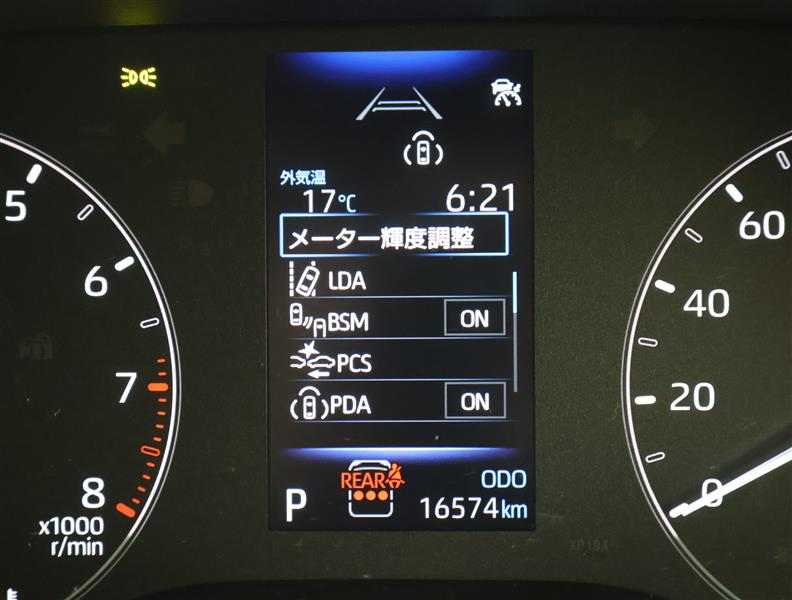 外気温
17℃ 6:21
メーター輝度調整
LDA
BSM ON
PCS
PDA ON
REAR
ODO
P 16574km
5
6
7
8
x1000
r/min
60
40
20
0